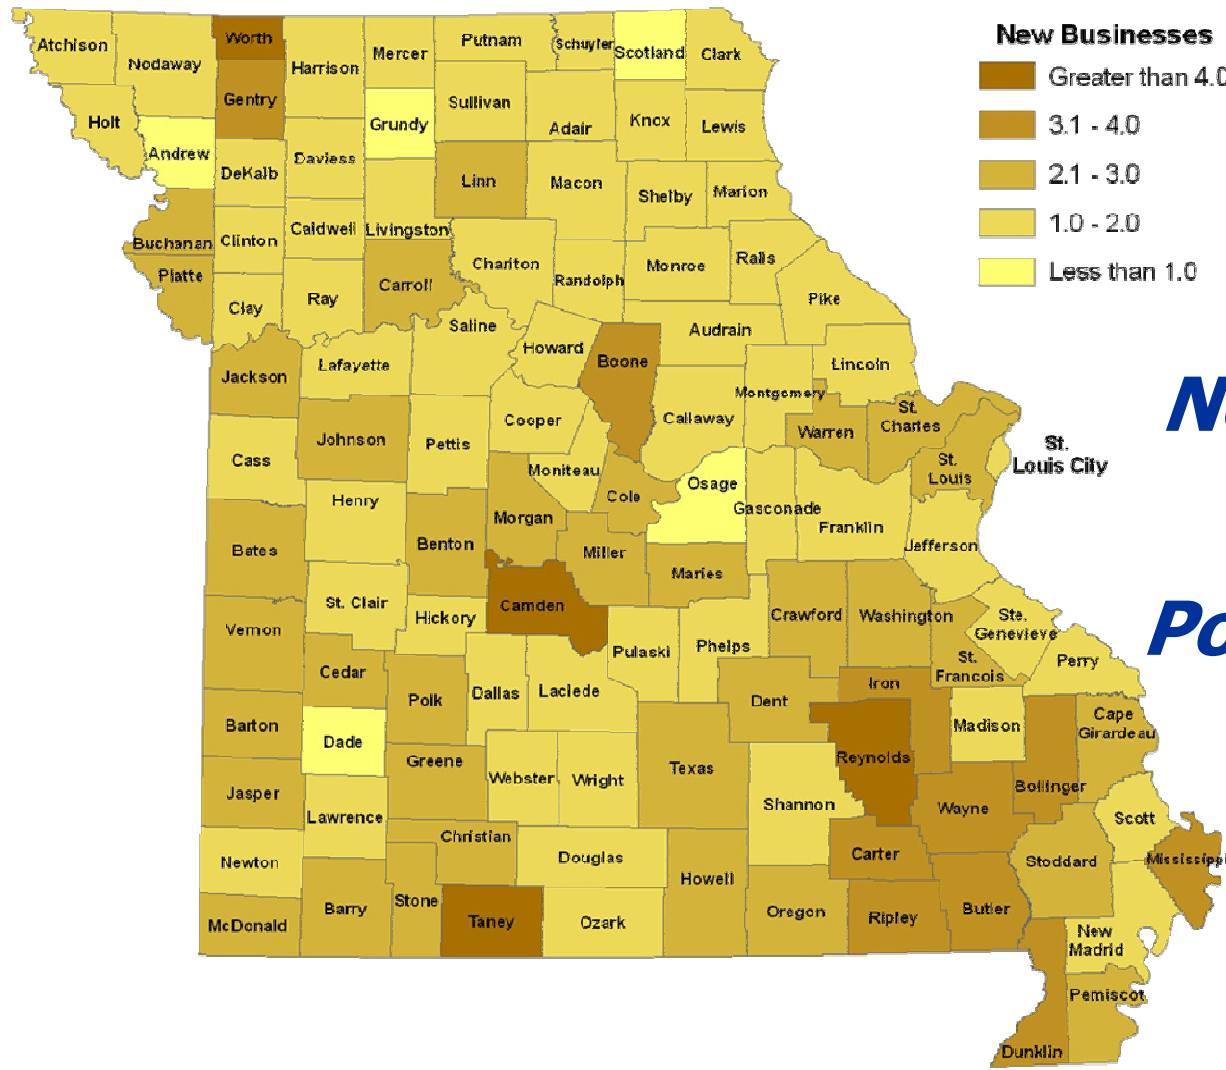 New Businesses
Greater than 4.0
3.1 - 4.0
2.1 - 3.0
1.0 - 2.0
Less than 1.0
Atchison
Nodaway
Worth
Gentry
Harrison
Mercer
Putnam
Schuyler
Scotland
Clark
Holt
Andrew
DeKalb
Daviess
Grundy
Sullivan
Adair
Knox
Lewis
Buchanan
Clinton
Caldwell
Livingston
Linn
Macon
Shelby
Marion
Platte
Clay
Ray
Carroll
Chariton
Randolph
Monroe
Ralls
Pike
Jackson
Lafayette
Saline
Howard
Boone
Audrain
Lincoln
Montgomery
Callaway
Cass
Johnson
Pettis
Cooper
Moniteau
Cole
Osage
Gasconade
Warren
St.
Charles
St.
Louis
St.
Louis City
Franklin
Jefferson
Bates
Henry
Benton
Morgan
Miller
Maries
Camden
Vernon
St. Clair
Hickory
Cedar
Polk
Dallas
Laclede
Pulaski
Phelps
Crawford
Washington
St.
Francois
Ste.
Genevieve
Perry
Barton
Dade
Greene
Webster
Wright
Texas
Dent
Iron
Reynolds
Madison
Bollinger
Cape
Girardeau
Jasper
Lawrence
Christian
Douglas
Shannon
Wayne
Scott
Mississippi
Newton
McDonald
Barry
Stone
Taney
Ozark
Howell
Oregon
Carter
Ripley
Butler
Stoddard
New
Madrid
Pemiscot
Dunklin